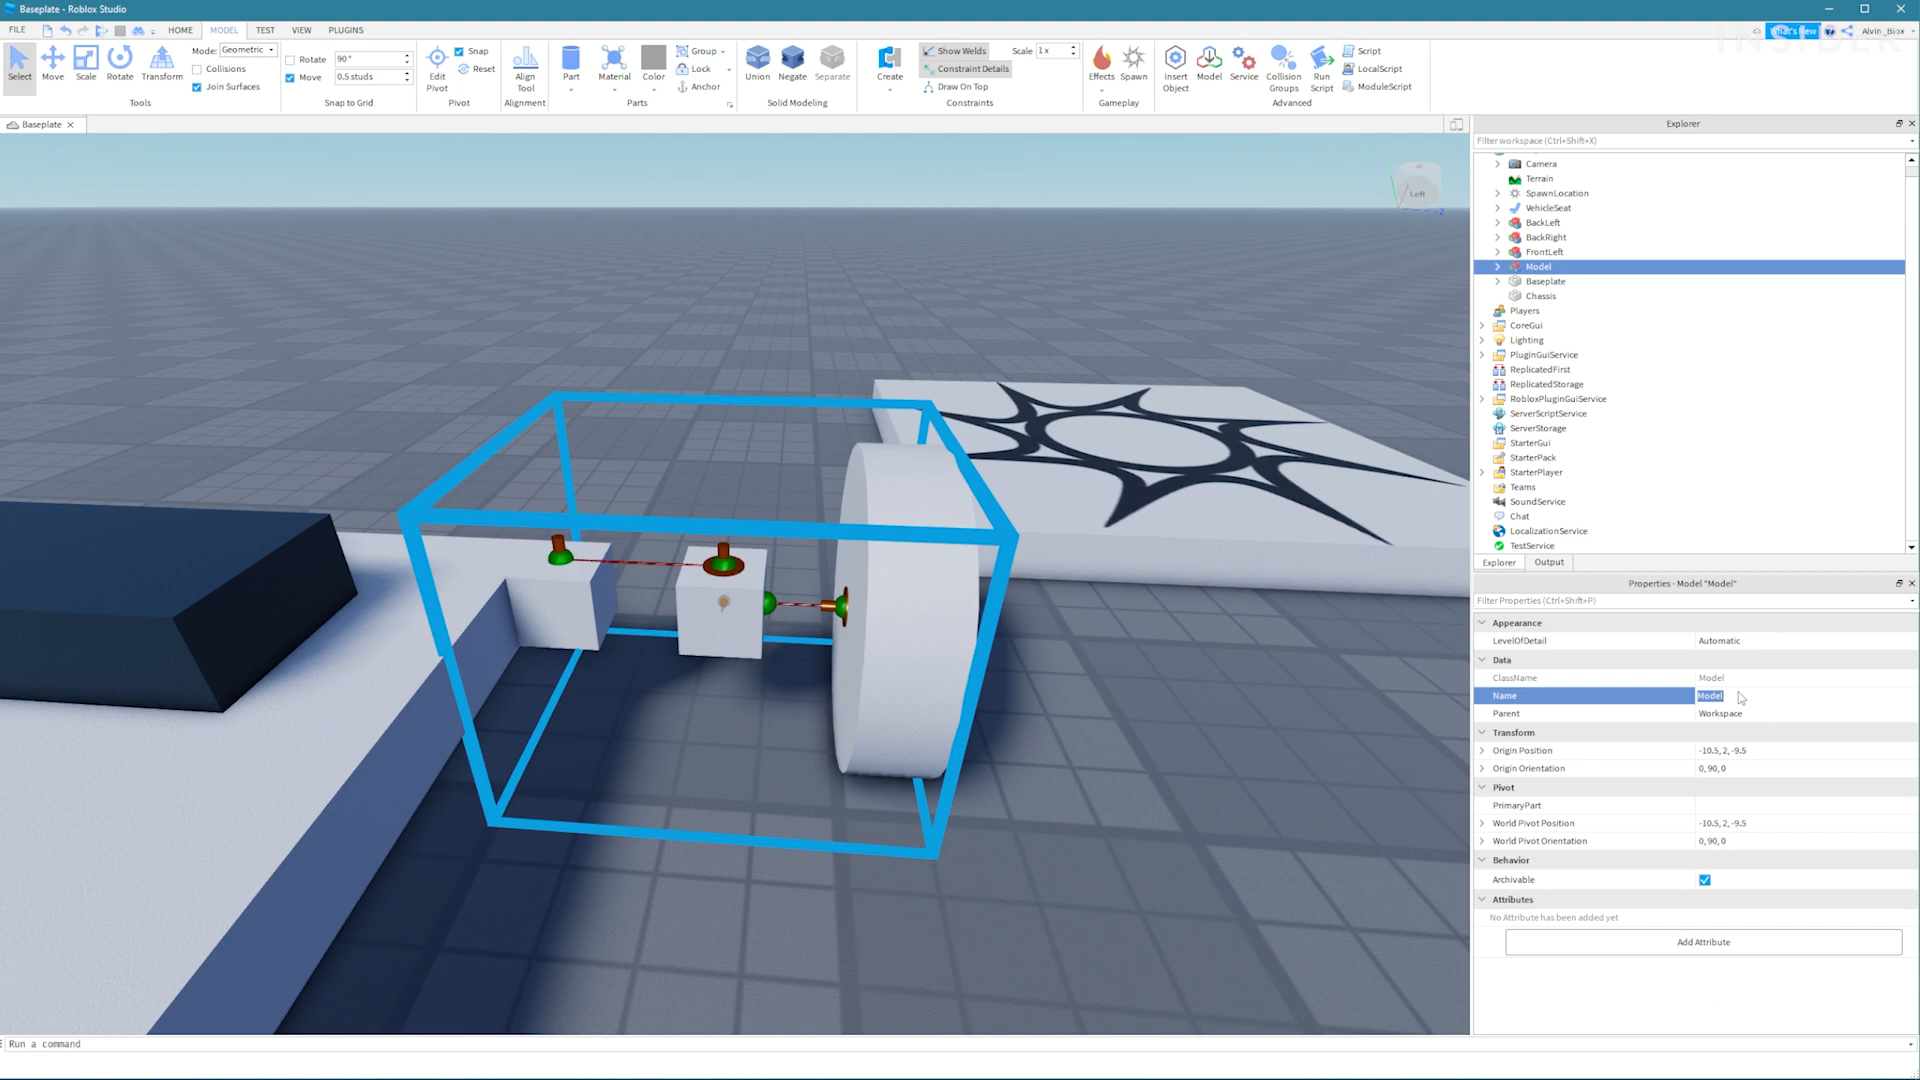 Baseplate - Roblox Studio
FILE HOME MODEL TEST VIEW PLUGINS What's New Alvin_Blox
INSIDER
Select Move Scale Rotate Transform Mode: Geometric Collisions Join Surfaces
Tools
Rotate 90°
Move 0.5 studs
Snap to Grid
Edit Pivot Snap Reset
Pivot
Align Tool
Alignment
Part Material Color Group Lock Anchor
Parts
Union Negate Separate
Solid Modeling
Create Show Welds Scale 1 x
Constraint Details
Draw On Top
Constraints
Effects Spawn
Gameplay
Insert Object Model Service Collision Groups Run Script Script LocalScript ModuleScript
Advanced
Baseplate
Left
Z
Explorer
Filter workspace (Ctrl+Shift+X)
Camera
Terrain
SpawnLocation
VehicleSeat
BackLeft
BackRight
FrontLeft
Model
Baseplate
Chassis
Players
CoreGui
Lighting
PluginGuiService
ReplicatedFirst
ReplicatedStorage
RobloxPluginGuiService
ServerScriptService
ServerStorage
StarterGui
StarterPack
StarterPlayer
Teams
SoundService
Chat
LocalizationService
TestService
Explorer Output
Properties - Model "Model"
Filter Properties (Ctrl+Shift+P)
Appearance
LevelOfDetail Automatic
Data
ClassName Model
Name Model
Parent Workspace
Transform
Origin Position -10.5, 2, -9.5
Origin Orientation 0, 90, 0
Pivot
PrimaryPart
World Pivot Position -10.5, 2, -9.5
World Pivot Orientation 0, 90, 0
Behavior
Archivable
Attributes
No Attribute has been added yet
Add Attribute
Run a command